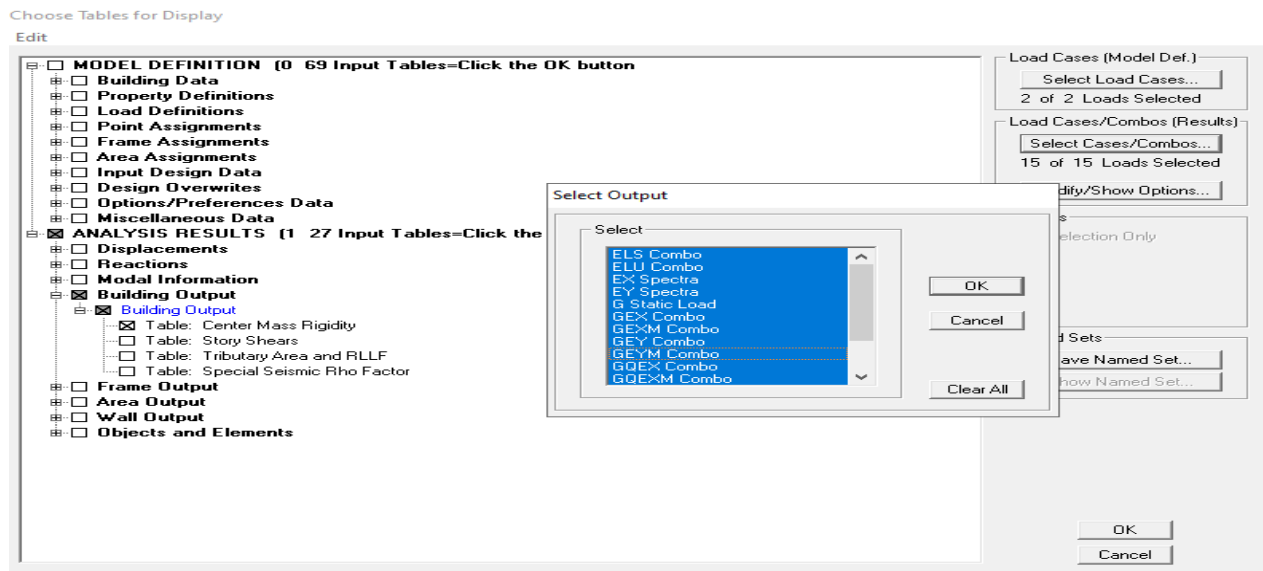 Choose Tables for Display
Edit
MODEL DEFINITION (0 69 Input Tables=Click the OK button
Building Data
Property Definitions
Load Definitions
Point Assignments
Frame Assignments
Area Assignments
Input Design Data
Design Overwrites
Options/Preferences Data
Miscellaneous Data
ANALYSIS RESULTS (1 27 Input Tables=Click the
Displacements
Reactions
Modal Information
Building Output
Building Output
Table: Center Mass Rigidity
Table: Story Shears
Table: Tributary Area and RLLF
Table: Special Seismic Rho Factor
Frame Output
Area Output
Wall Output
Objects and Elements
Load Cases (Model Def.)
Select Load Cases...
2 of 2 Loads Selected
Load Cases/Combos (Results)
Select Cases/Combos...
15 of 15 Loads Selected
dify/Show Options...
s
election Only
d Sets
ave Named Set...
how Named Set...
OK
Cancel
Select Output
Select
ELS Combo
ELU Combo
EX Spectra
EY Spectra
G Static Load
GEX Combo
GEXM Combo
GEY Combo
GEYM Combo
GQEX Combo
GQEXM Combo
OK
Cancel
Clear All